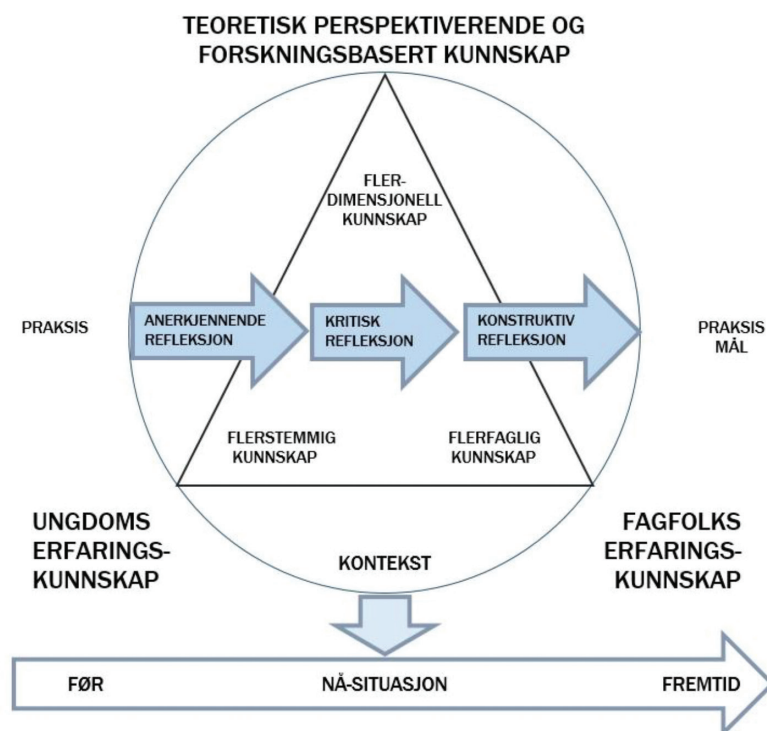 TEORETISK PERSPEKTIVERENDE OG
FORSKNINGSBASERT KUNNSKAP
FLER-
DIMENSJONELL
KUNNSKAP
PRAKSIS
ANERKJENNENDE
REFLEKSJON
KRITISK
REFLEKSJON
KONSTRUKTIV
REFLEKSJON
PRAKSIS
MÅL
FLERSTEMMIG
KUNNSKAP
FLERFAGLIG
KUNNSKAP
UNGDOMS
ERFARINGS-
KUNNSKAP
KONTEKST
FAGFOLKS
ERFARINGS-
KUNNSKAP
FØR
NÅ-SITUASJON
FREMTID